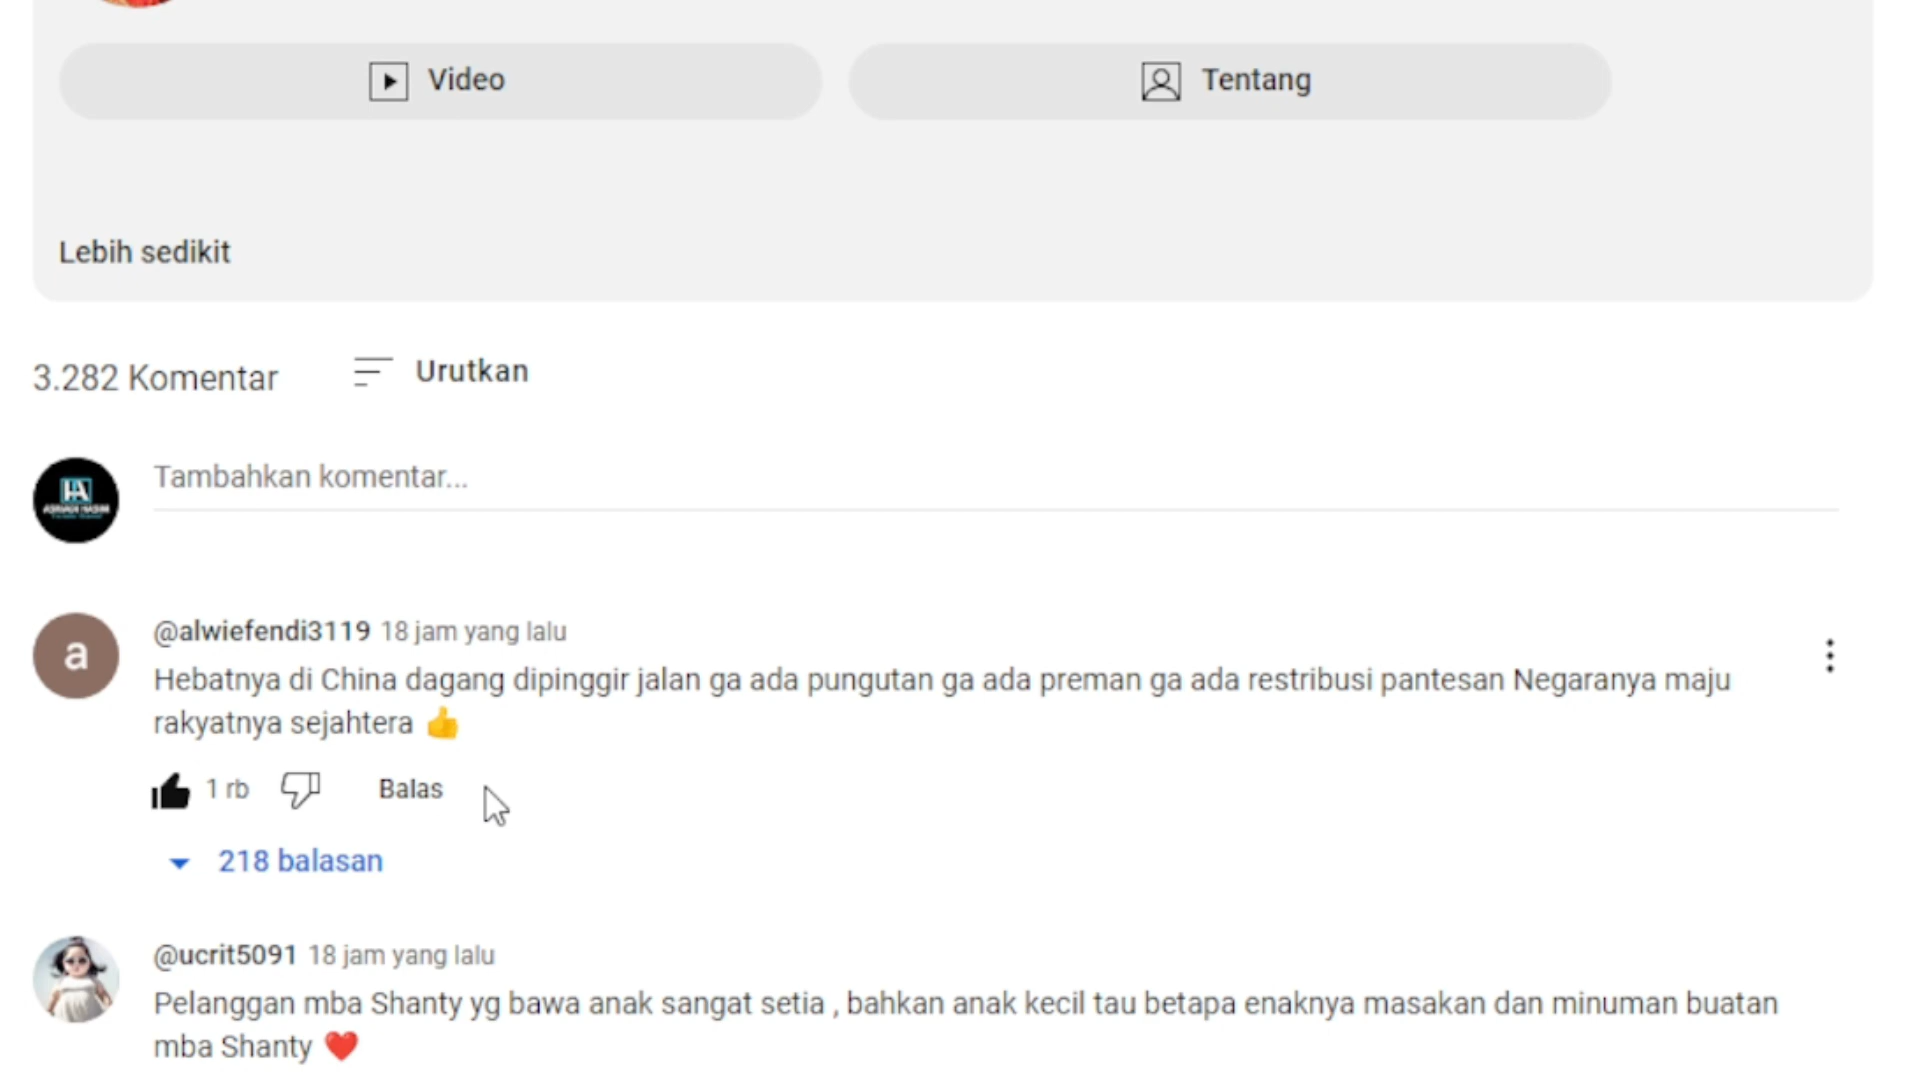 Video
Tentang
Lebih sedikit
3.282 Komentar
Urutkan
HA
Tambahkan komentar...
a
@alwiefendi3119 18 jam yang lalu
Hebatnya di China dagang dipinggir jalan ga ada pungutan ga ada preman ga ada restribusi pantesan Negaranya maju
rakyatnya sejahtera 👍
1 rb
Balas
218 balasan
@ucrit5091 18 jam yang lalu
Pelanggan mba Shanty yg bawa anak sangat setia , bahkan anak kecil tau betapa enaknya masakan dan minuman buatan
mba Shanty ❤️